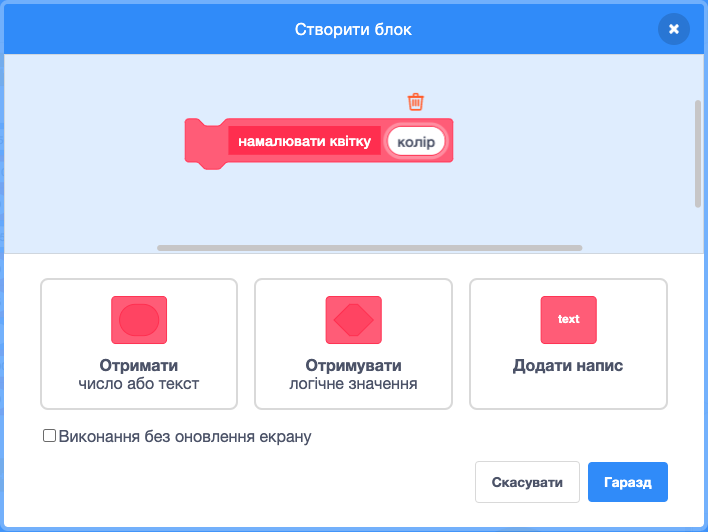 Створити блок
намалювати квітку колір
text
Отримати
число або текст
Отримувати
логічне значення
Додати напис
Виконання без оновлення екрану
Скасувати
Гаразд